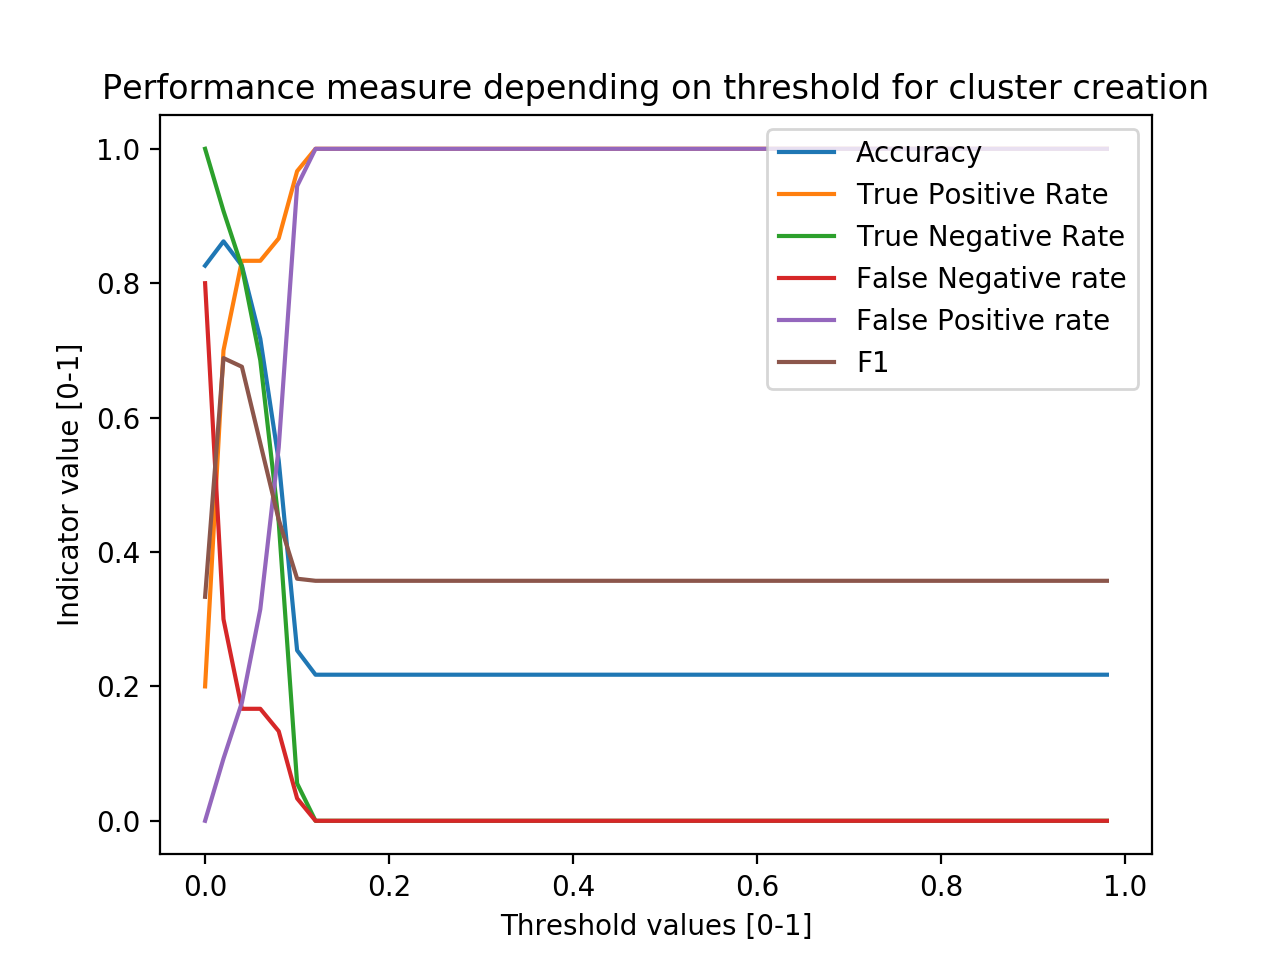 Performance measure depending on threshold for cluster creation
1.0
0.8
0.6
0.4
0.2
0.0
Indicator value [0-1]
Accuracy
True Positive Rate
True Negative Rate
False Negative rate
False Positive rate
F1
0.0 0.2 0.4 0.6 0.8 1.0
Threshold values [0-1]